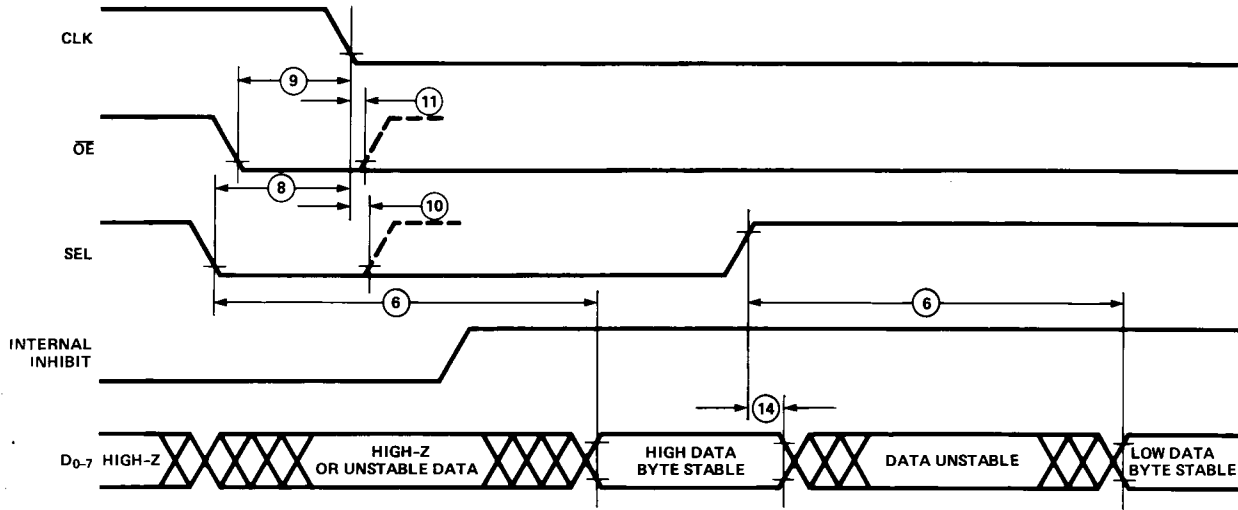 CLK
9
11
O̅E̅
8
10
SEL
6
6
INTERNAL
INHIBIT
14
D₀₋₇
HIGH-Z
HIGH-Z
OR UNSTABLE DATA
HIGH DATA
BYTE STABLE
DATA UNSTABLE
LOW DATA
BYTE STABLE